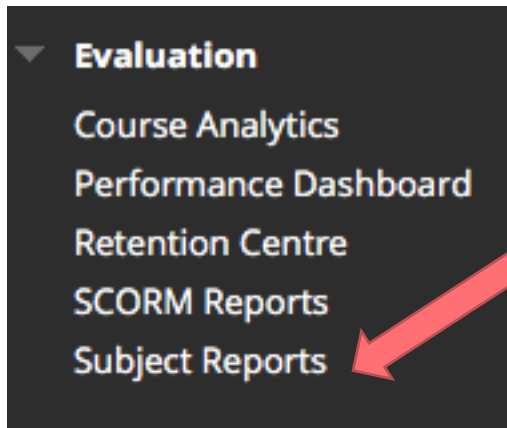 Evaluation
Course Analytics
Performance Dashboard
Retention Centre
SCORM Reports
Subject Reports